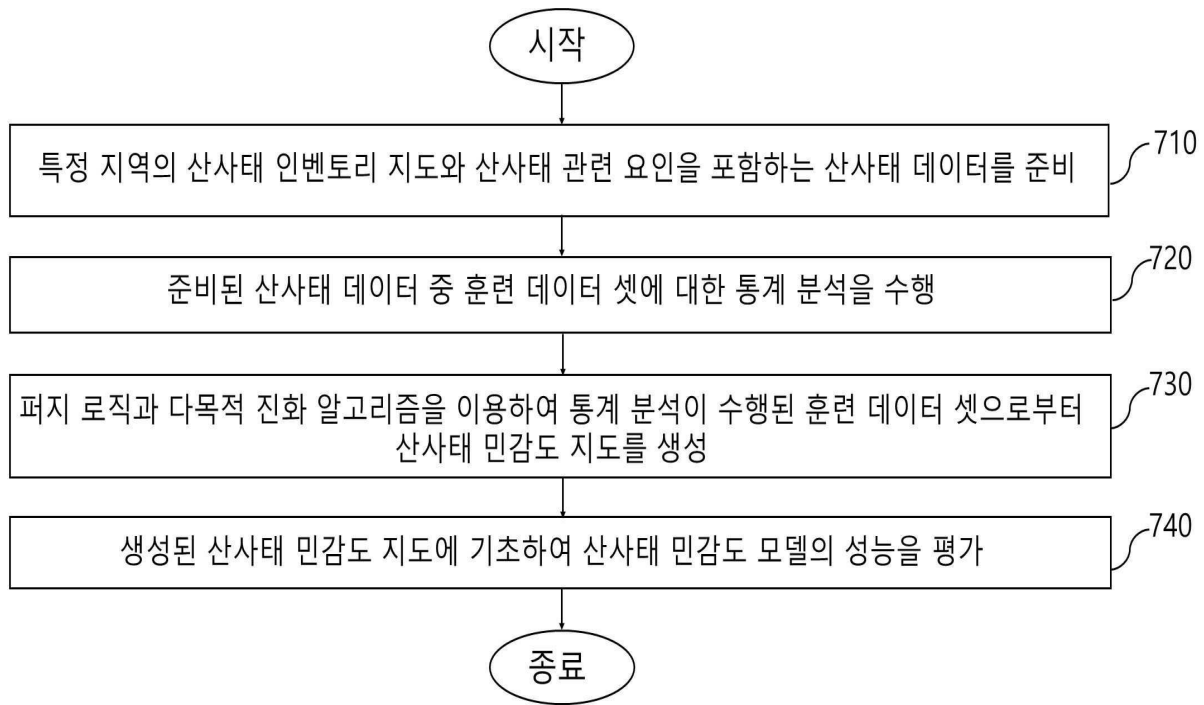 시작
특정 지역의 산사태 인벤토리 지도와 산사태 관련 요인을 포함하는 산사태 데이터를 준비
710
준비된 산사태 데이터 중 훈련 데이터 셋에 대한 통계 분석을 수행
720
퍼지 로직과 다목적 진화 알고리즘을 이용하여 통계 분석이 수행된 훈련 데이터 셋으로부터
산사태 민감도 지도를 생성
730
생성된 산사태 민감도 지도에 기초하여 산사태 민감도 모델의 성능을 평가
740
종료